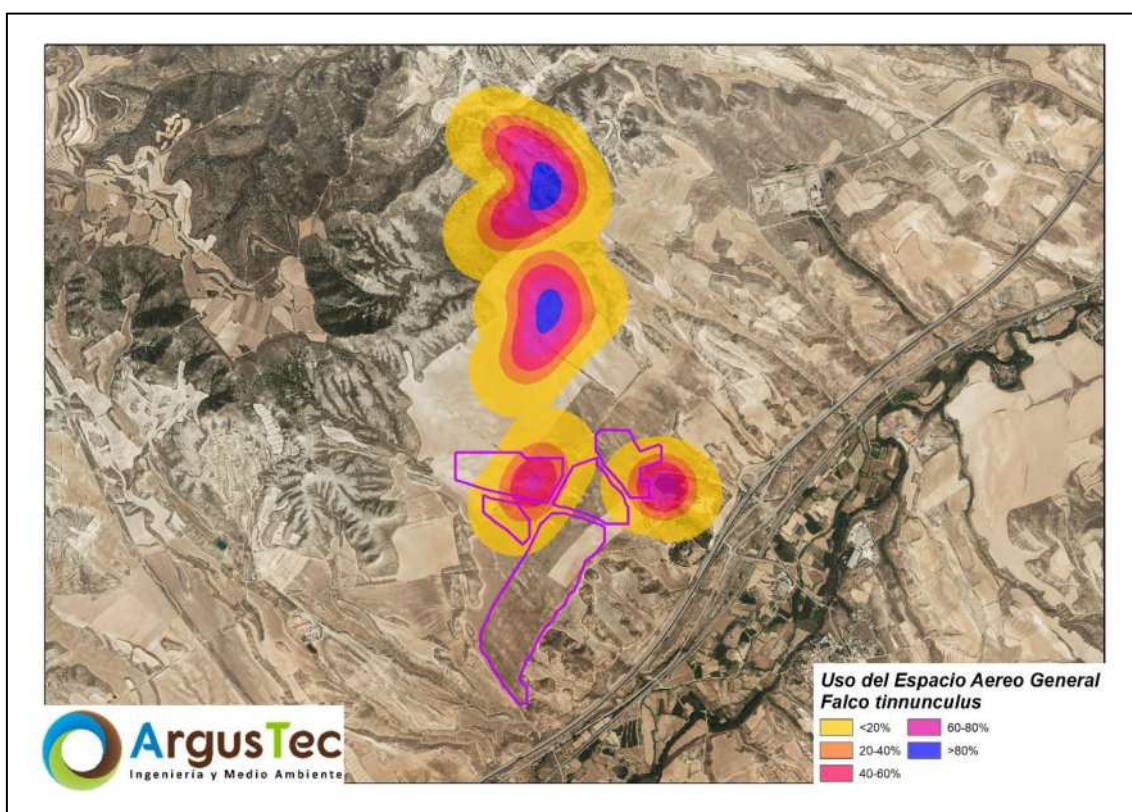 Uso del Espacio Aereo General
Falco tinnunculus
<20%
60-80%
20-40%
>80%
40-60%
ArgusTec
Ingeniería y Medio Ambiente